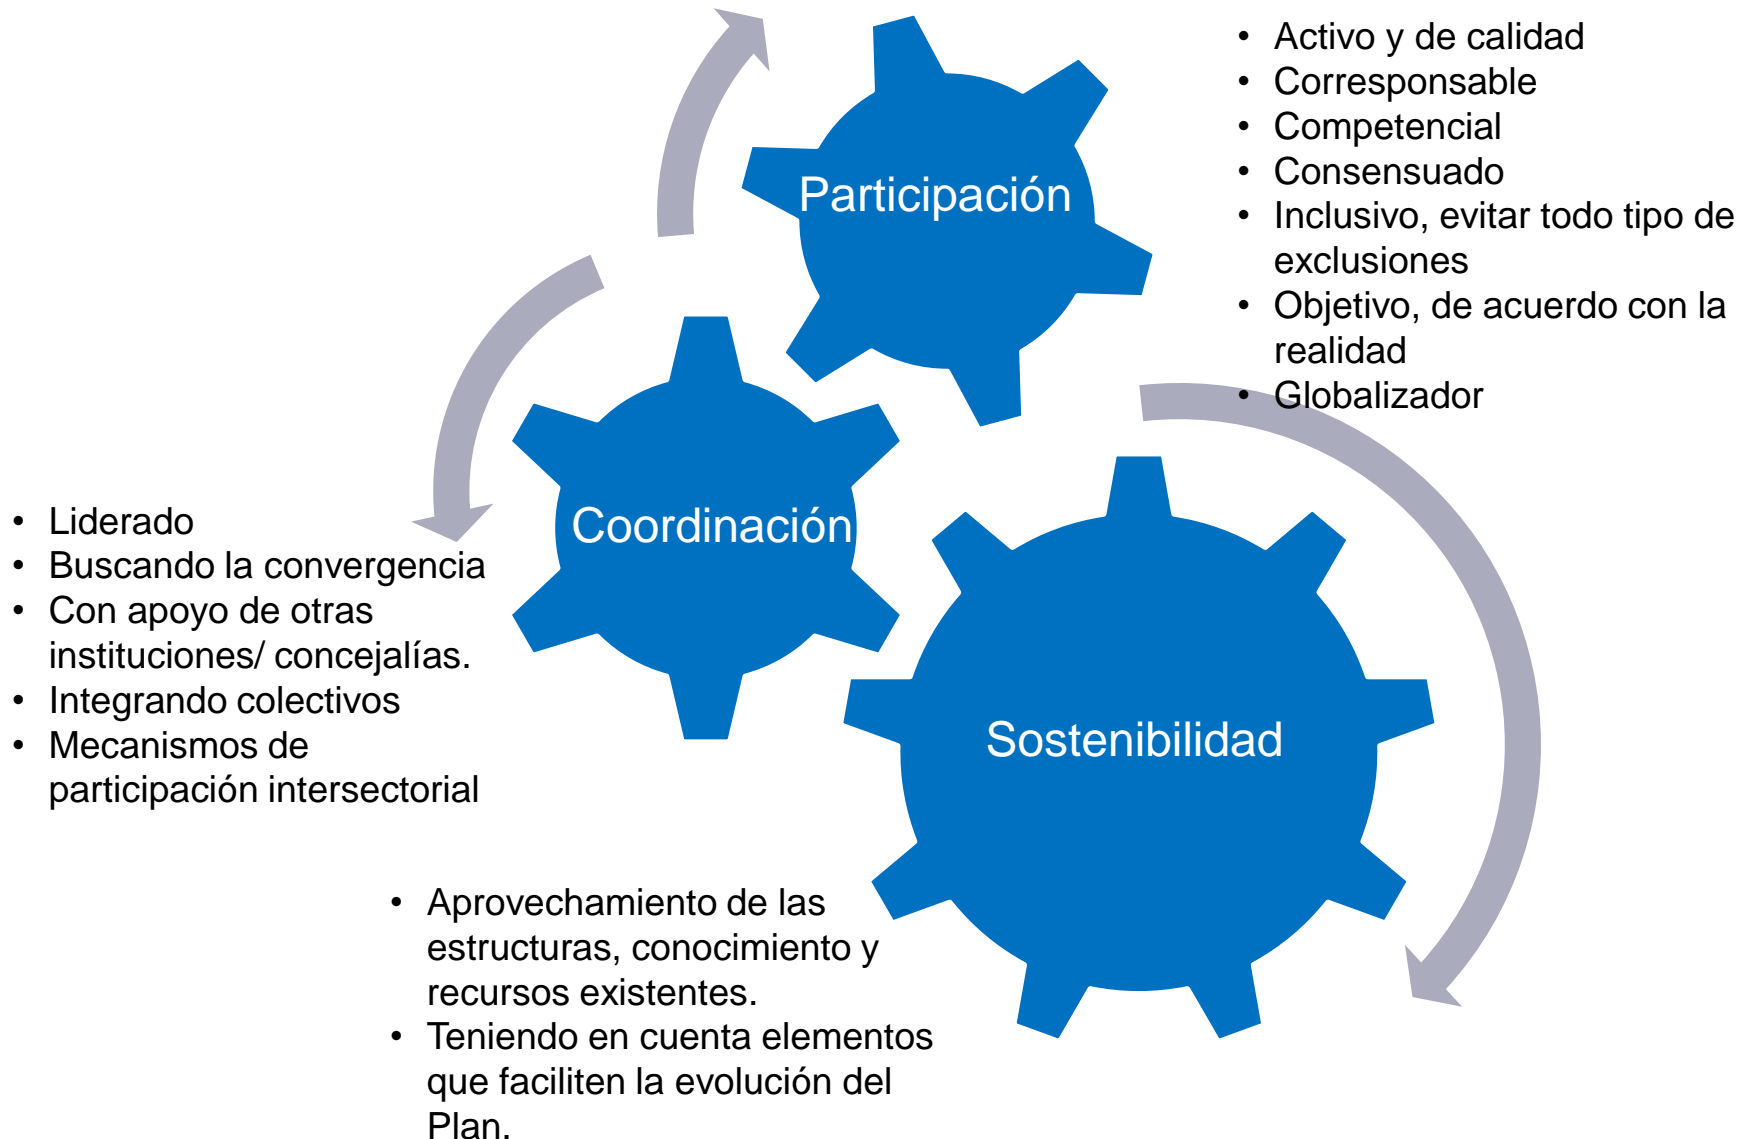 • Activo y de calidad
• Corresponsable
• Competencial
• Consensuado
• Inclusivo, evitar todo tipo de
exclusiones
• Objetivo, de acuerdo con la
realidad
• Globalizador
Participación
Coordinación
• Liderado
• Buscando la convergencia
• Con apoyo de otras
instituciones/ concejalías.
• Integrando colectivos
• Mecanismos de
participación intersectorial
Sostenibilidad
• Aprovechamiento de las
estructuras, conocimiento y
recursos existentes.
• Teniendo en cuenta elementos
que faciliten la evolución del
Plan.